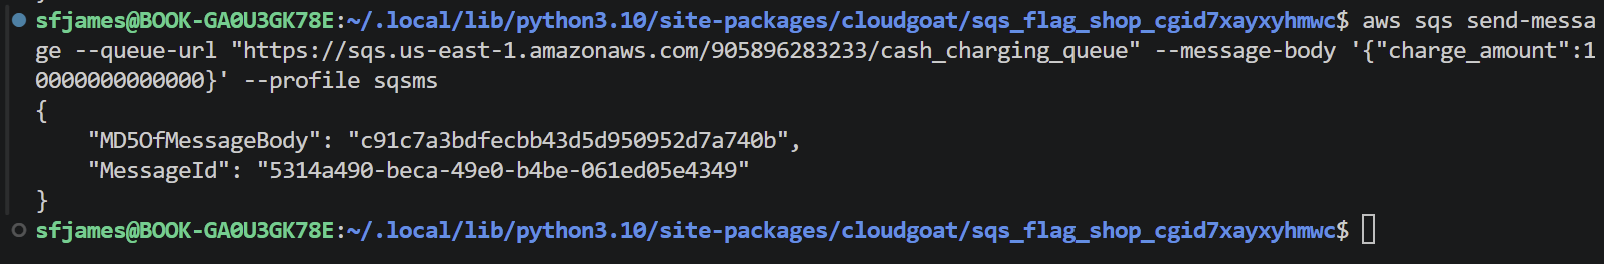 sfjames@BOOK-GA0U3GK78E:~/.local/lib/python3.10/site-packages/cloudgoat/sqs_flag_shop_cgid7xayxyhmwc$ aws sqs send-messa
ge --queue-url "https://sqs.us-east-1.amazonaws.com/905896283233/cash_charging_queue" --message-body '{"charge_amount":1
0000000000000}' --profile sqsms
{
    "MD5OfMessageBody": "c91c7a3bdfecbb43d5d950952d7a740b",
    "MessageId": "5314a490-beca-49e0-b4be-061ed05e4349"
}
sfjames@BOOK-GA0U3GK78E:~/.local/lib/python3.10/site-packages/cloudgoat/sqs_flag_shop_cgid7xayxyhmwc$